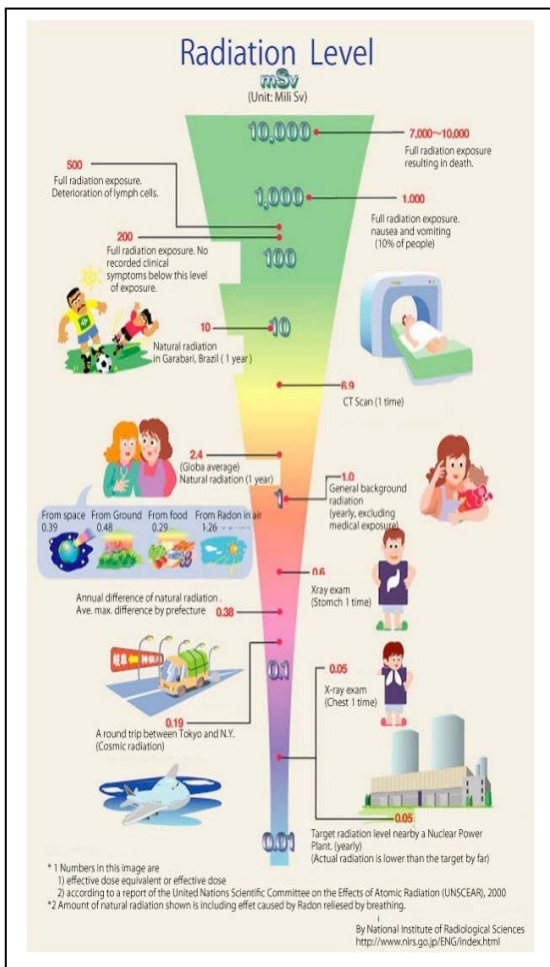 Radiation Level
mSv
(Unit: Mili Sv)
10,000
7,000~10,000
Full radiation exposure
resulting in death.
500
Full radiation exposure.
Deterioration of lymph cells.
1,000
1.000
Full radiation exposure.
nausea and vomiting
(10% of people)
200
Full radiation exposure. No
recorded clinical
symptoms below this level
of exposure.
100
10
Natural radiation
in Garabari, Brazil ( 1 year )
10
6.9
CT Scan (1 time)
2.4
(Globa average)
Natural radiation (1 year)
1.0
General background
radiation
(yearly, excluding
medical exposure)
1
From space
0.39
From Ground
0.48
From food
0.29
From Radon in air
1.26
0.6
Xray exam
(Stomch 1 time)
Annual difference of natural radiation .
Ave. max. difference by prefecture 0.38
0.1
0.05
X-ray exam
(Chest 1 time)
0.19
A round trip between Tokyo and N.Y.
(Cosmic radiation)
0.05
Target radiation level nearby a Nuclear Power
Plant. (yearly)
(Actual radiation is lower than the target by far)
0.01
* 1 Numbers in this image are
1) effective dose equivalent or effective dose
2) according to a report of the United Nations Scientific Committee on the Effects of Atomic Radiation (UNSCEAR), 2000
*2 Amount of natural radiation shown is including effet caused by Radon reliesed by breathing.
By National Institute of Radiological Sciences
http://www.nirs.go.jp/ENG/index.html